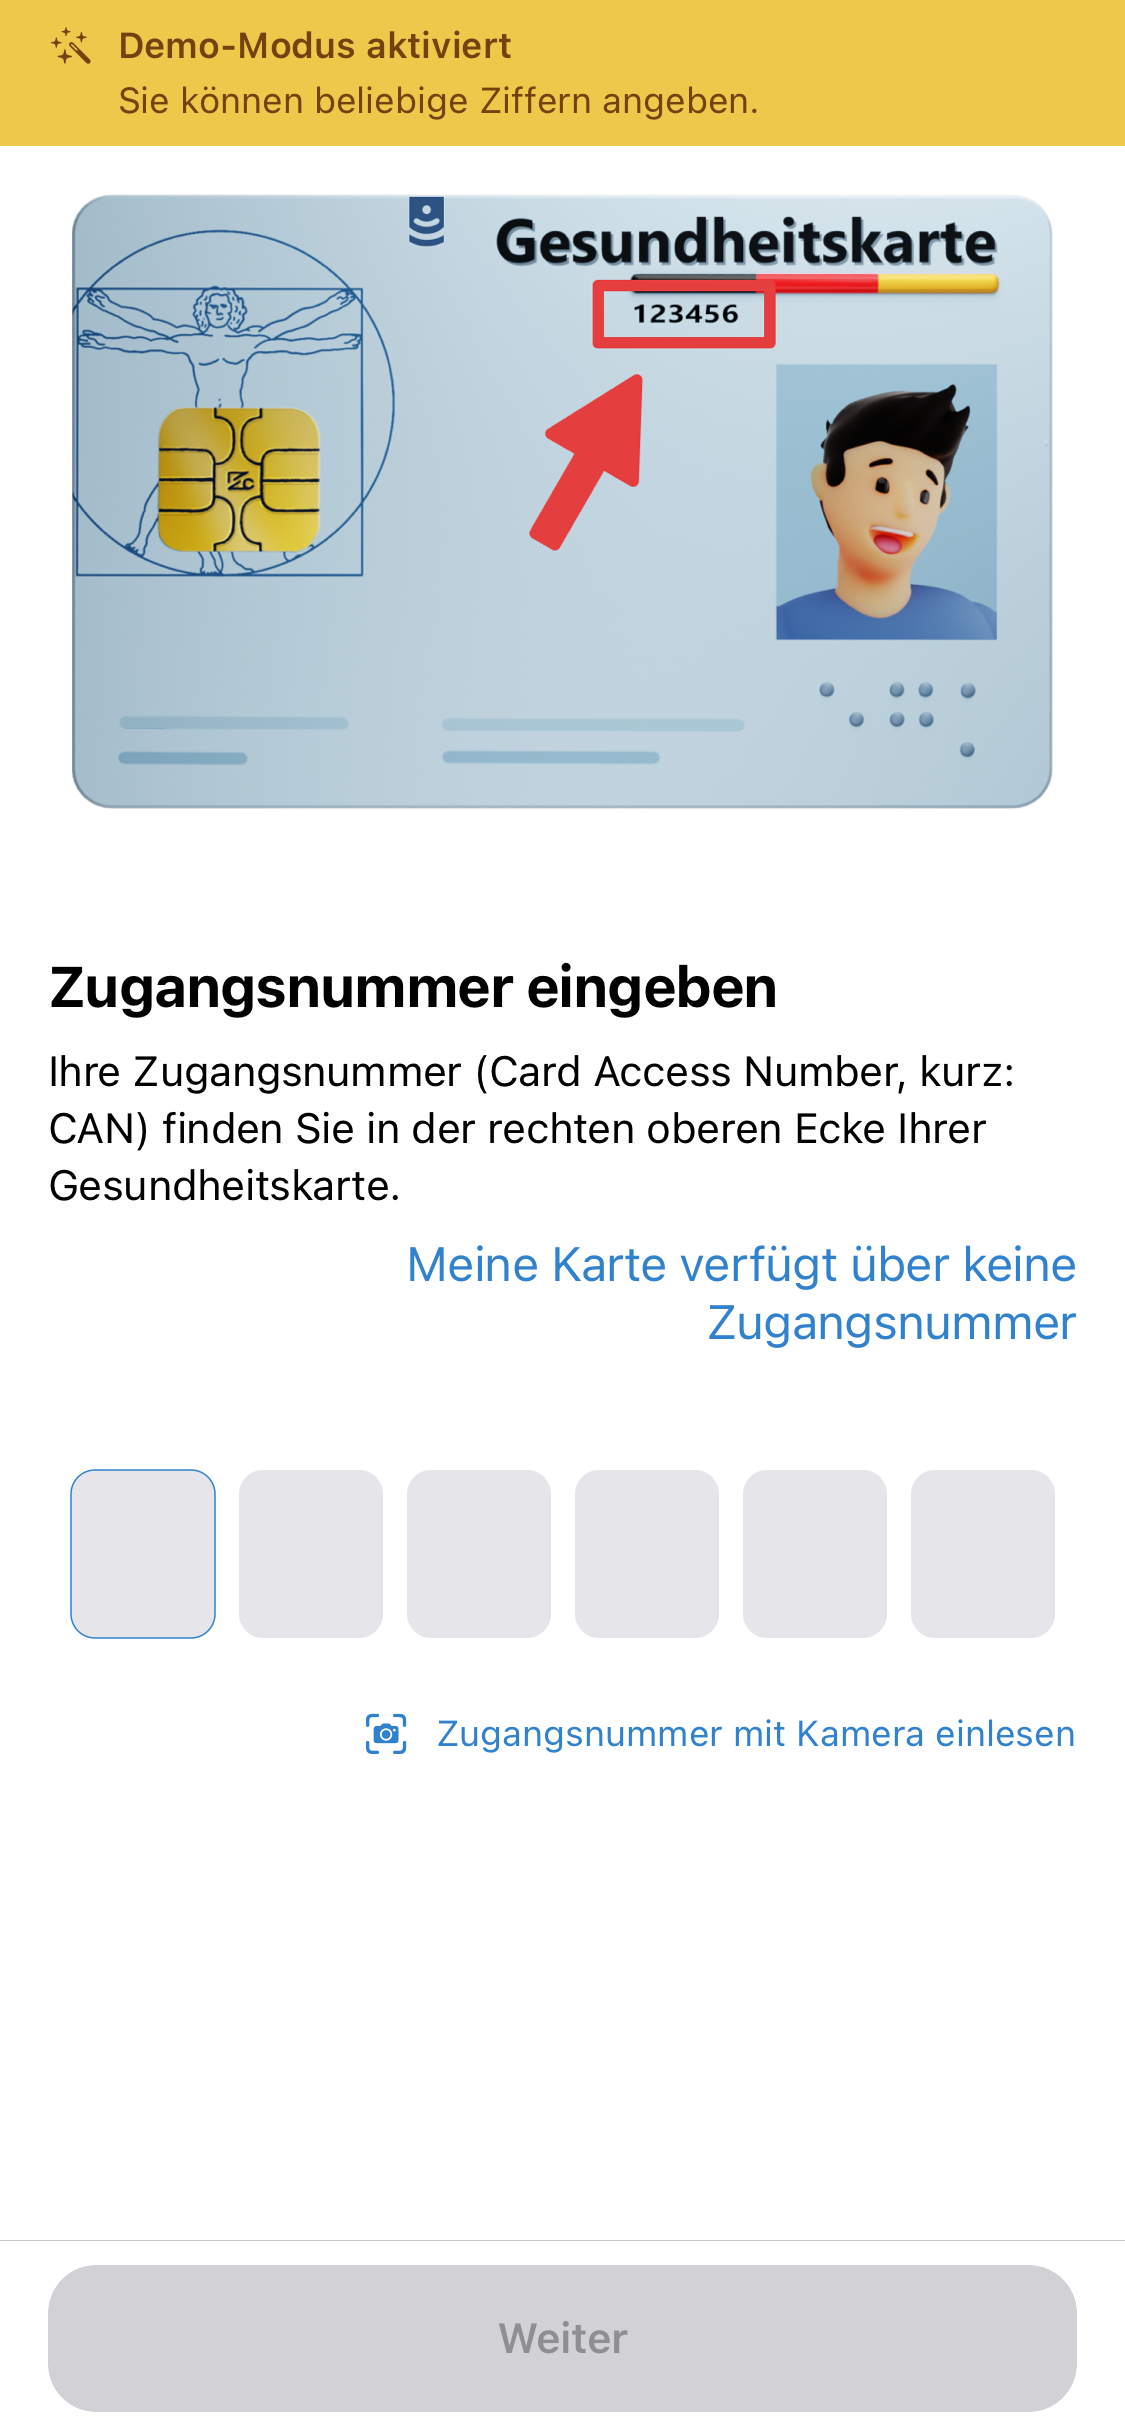 Demo-Modus aktiviert
Sie können beliebige Ziffern angeben.
Gesundheitskarte
123456
Zugangsnummer eingeben
Ihre Zugangsnummer (Card Access Number, kurz:
CAN) finden Sie in der rechten oberen Ecke Ihrer
Gesundheitskarte.
Meine Karte verfügt über keine
Zugangsnummer
Zugangsnummer mit Kamera einlesen
Weiter